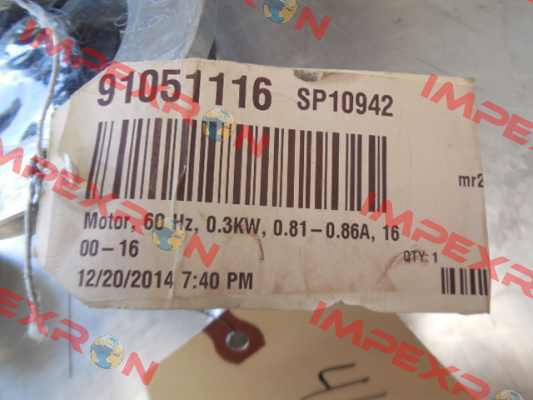 91051116 SP10942
mr2
Motor, 60 Hz, 0.3KW, 0.81-0.86A, 16
00-16
QTY: 1
12/20/2014 7:40 PM
IMPEXRON
IMPEXRON
IMPEXRON
IMPEXRON